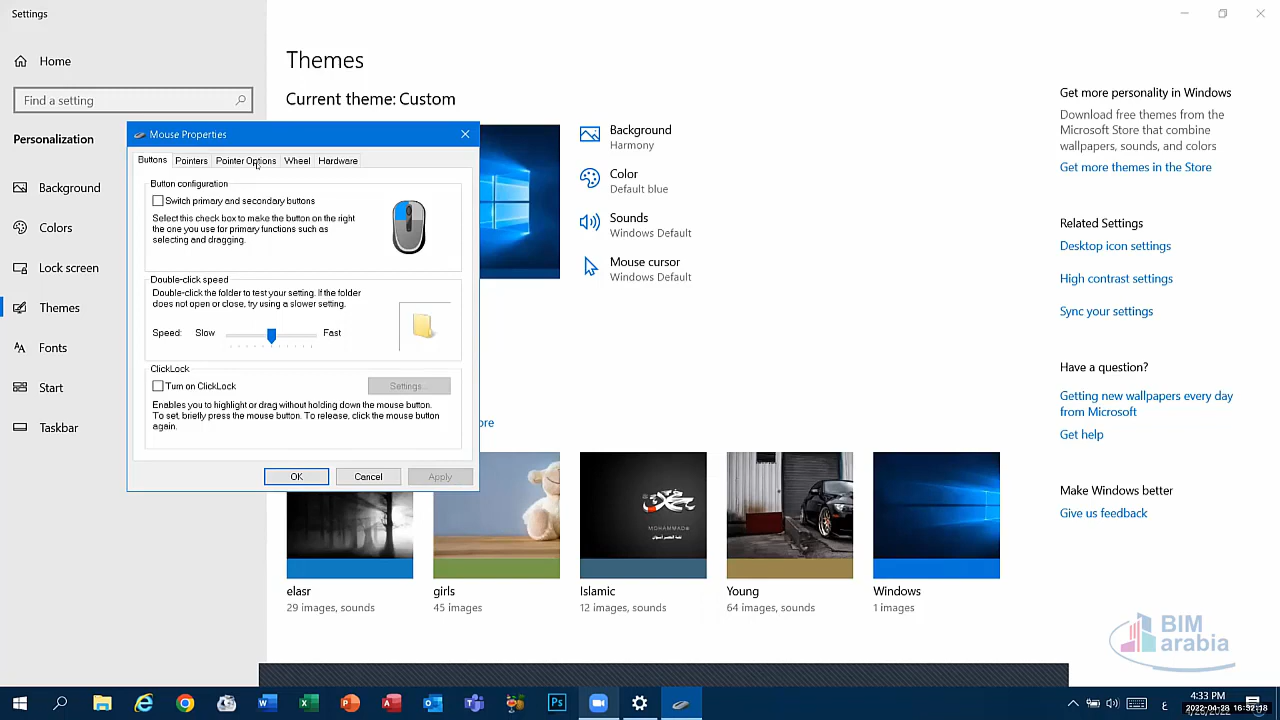 Settings
Home
Find a setting
Personalization
Background
Colors
Lock screen
Themes
Fonts
Start
Taskbar
Themes
Current theme: Custom
Background
Harmony
Color
Default blue
Sounds
Windows Default
Mouse cursor
Windows Default
Mouse Properties
Buttons
Pointers
Pointer Options
Wheel
Hardware
Button configuration
Switch primary and secondary buttons
Select this check box to make the button on the right
the one you use for primary functions such as
selecting and dragging.
Double-click speed
Double-click the folder to test your setting. If the folder
does not open or close, try using a slower setting.
Speed: Slow Fast
ClickLock
Turn on ClickLock
Settings...
Enables you to highlight or drag without holding down the mouse button.
To set, briefly press the mouse button. To release, click the mouse button
again.
OK
Cancel
Apply
ore
MOHAMMAD
elasr
29 images, sounds
girls
45 images
Islamic
12 images, sounds
Young
64 images, sounds
Windows
1 images
Get more personality in Windows
Download free themes from the
Microsoft Store that combine
wallpapers, sounds, and colors
Get more themes in the Store
Related Settings
Desktop icon settings
High contrast settings
Sync your settings
Have a question?
Getting new wallpapers every day
from Microsoft
Get help
Make Windows better
Give us feedback
BIM
arabia
Ps
ع
4:33 PM
2022-04-28 16:32:18